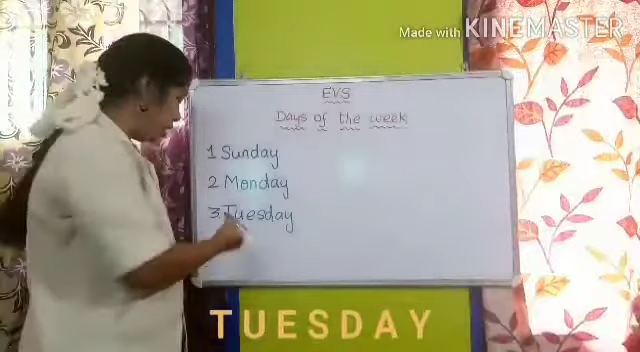 Made with KINEMASTER
EVS
Days of the week
1 Sunday
2 Monday
3 Tuesday
TUESDAY